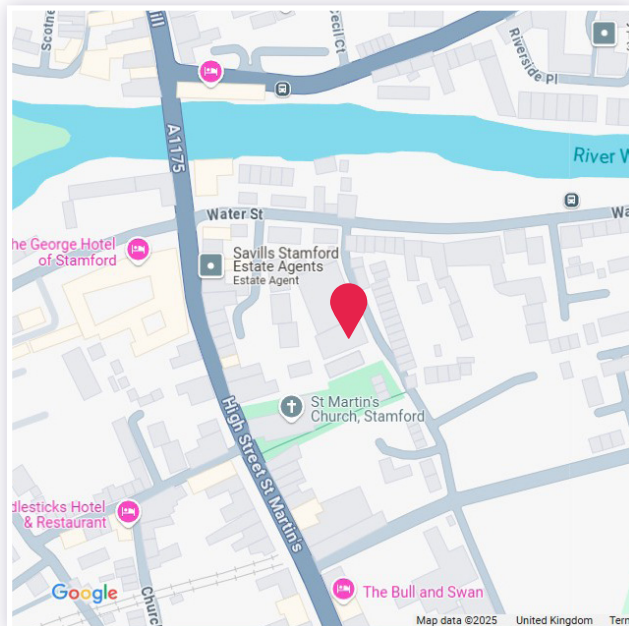 Scotne
Hill
Cecil Ct
Riverside Pl
A1175
River W
Water St
Wa
he George Hotel
of Stamford
Savills Stamford
Estate Agents
Estate Agent
St Martin's
Church, Stamford
High Street St Martin's
dlesticks Hotel
& Restaurant
Church
The Bull and Swan
Google
Map data ©2025 United Kingdom Term